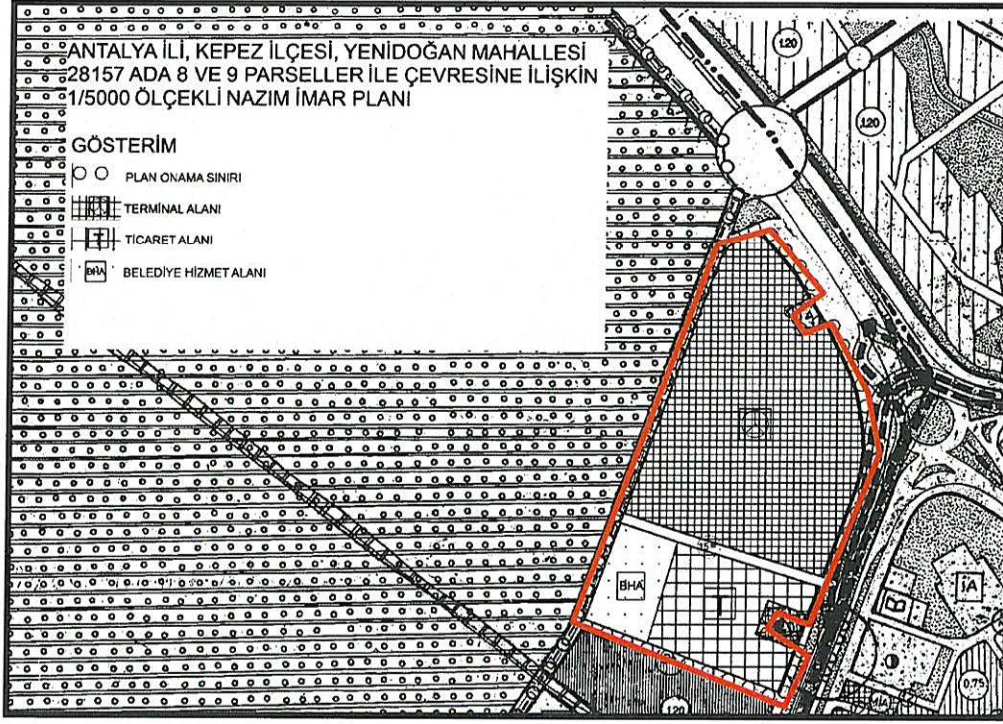 ANTALYA İLİ, KEPEZ İLÇESİ, YENİDOĞAN MAHALLESİ
28157 ADA 8 VE 9 PARSELLER İLE ÇEVRESİNE İLİŞKİN
1/5000 ÖLÇEKLİ NAZIM İMAR PLANI
GÖSTERİM
PLAN ONAMA SINIRI
TERMİNAL ALANI
T TİCARET ALANI
BHA BELEDİYE HİZMET ALANI
120
120
BHA
T
B
İA
0.75
120